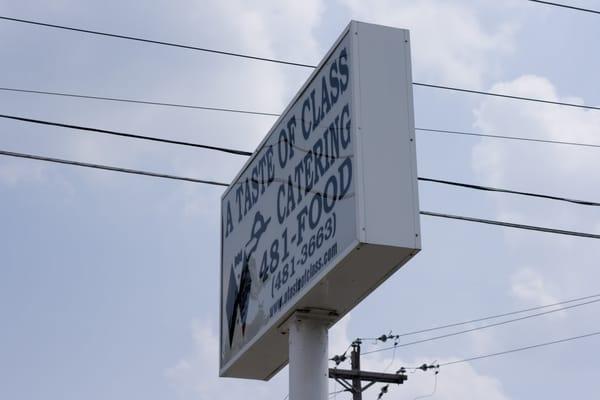 A TASTE OF CLASS
CATERING
481-FOOD
(481-3663)
www.atasteofclass.com